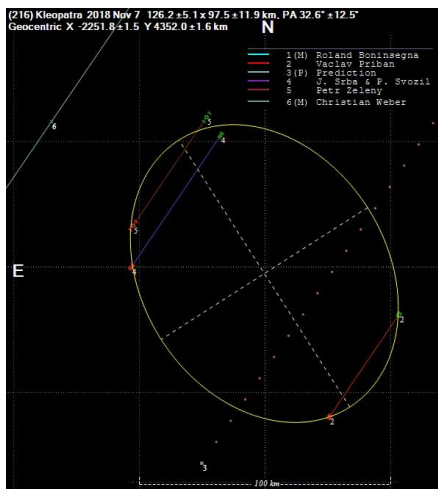 (216) Kleopatra 2018 Nov 7 126.2 ±5.1 x 97.5 ±11.9 km, PA 32.6° ±12.5°
Geocentric X -2251.8 ±1.5 Y 4352.0 ±1.6 km
N
1 (M) Roland Boninsegna
2 Vaclav Priban
3 (P) Prediction
4 J. Srba & P. Svozil
5 Petr Zeleny
6 (M) Christian Weber
6
5
4
5
E
4
2
2
3
100 km